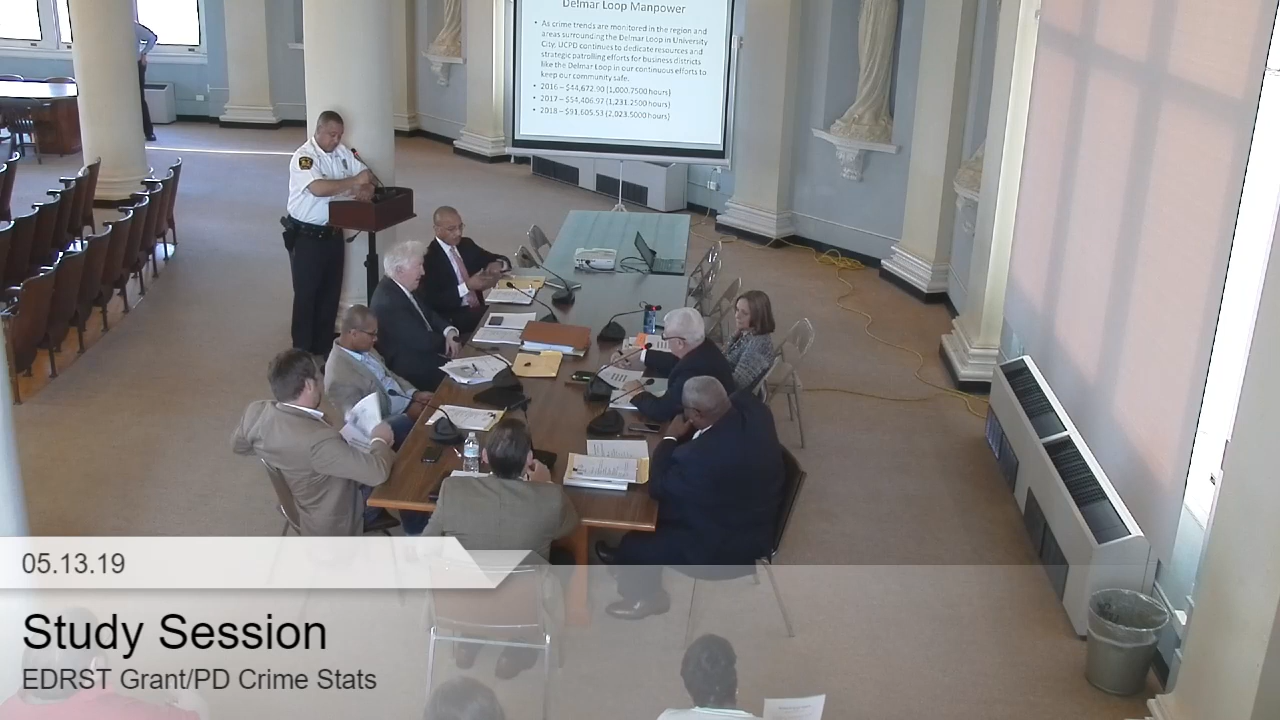 Delmar Loop Manpower
• As crime trends are monitored in the region and
areas surrounding the Delmar Loop in University
City; UCPD continues to dedicate resources and
strategic patrolling efforts for business districts
like the Delmar Loop in our continuous efforts to
keep our community safe.
• 2016 – $44,672.90 (1,000.7500 hours)
• 2017 – $54,406.97 (1,231.2500 hours)
• 2018 – $91,605.53 (2,023.5000 hours)
05.13.19
Study Session
EDRST Grant/PD Crime Stats